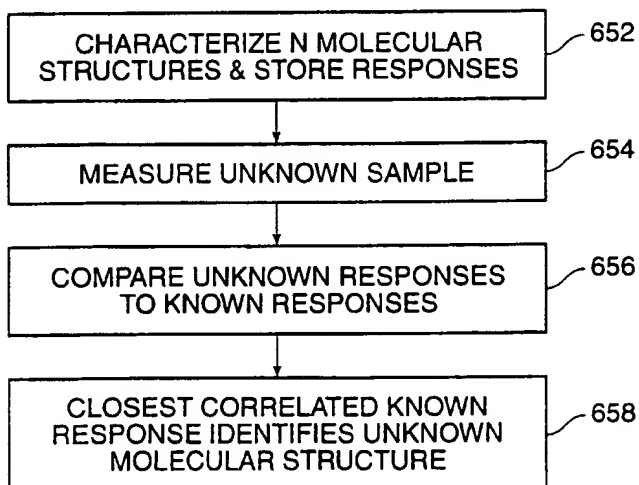 CHARACTERIZE N MOLECULAR
STRUCTURES & STORE RESPONSES
652
MEASURE UNKNOWN SAMPLE
654
COMPARE UNKNOWN RESPONSES
TO KNOWN RESPONSES
656
CLOSEST CORRELATED KNOWN
RESPONSE IDENTIFIES UNKNOWN
MOLECULAR STRUCTURE
658